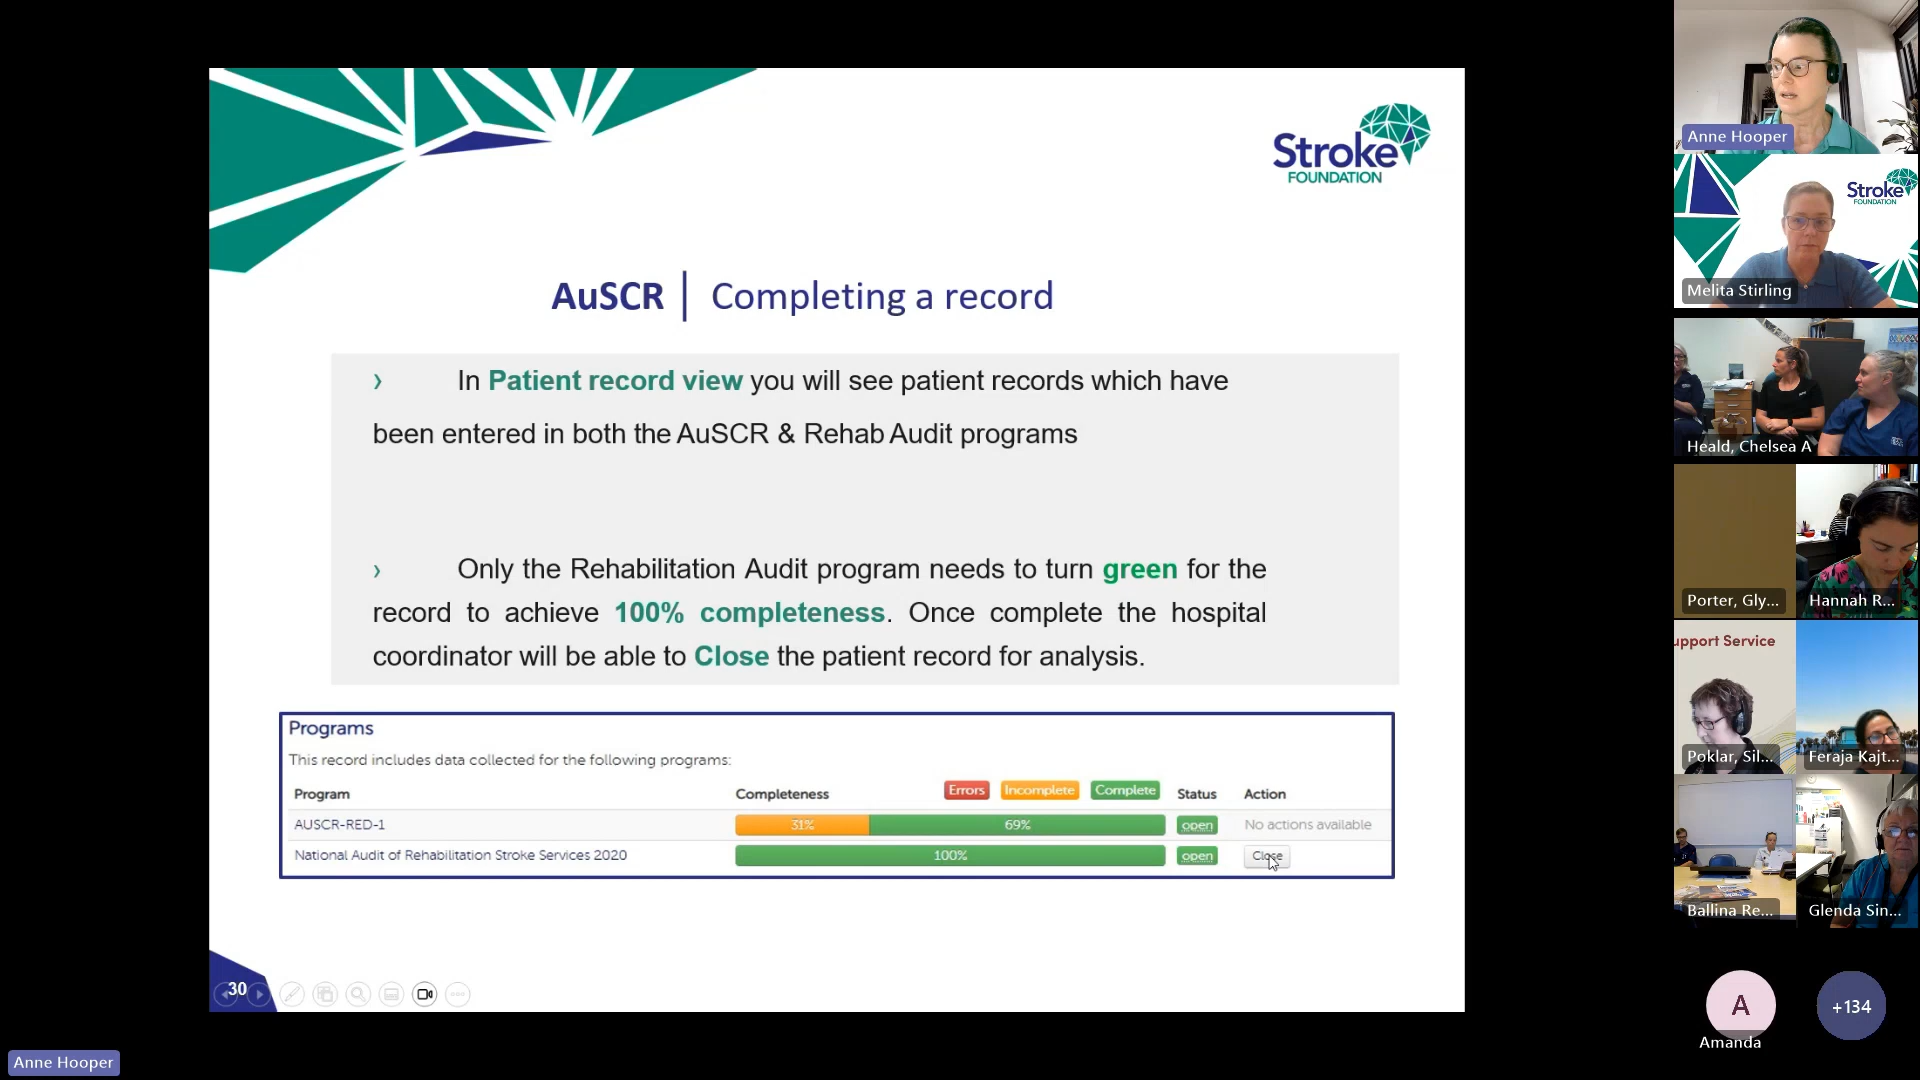 Stroke
FOUNDATION
AuSCR | Completing a record
› In Patient record view you will see patient records which have
been entered in both the AuSCR & Rehab Audit programs
› Only the Rehabilitation Audit program needs to turn green for the
record to achieve 100% completeness. Once complete the hospital
coordinator will be able to Close the patient record for analysis.
Programs
This record includes data collected for the following programs:
Program Completeness Errors Incomplete Complete Status Action
AUSCR-RED-1 31% 69% open No actions available
National Audit of Rehabilitation Stroke Services 2020 100% open Close
30
Anne Hooper
Anne Hooper
Stroke
FOUNDATION
Melita Stirling
Heald, Chelsea A
Porter, Gly...
Hannah R...
upport Service
Poklar, Sil...
Feraja Kajt...
Ballina Re...
Glenda Sin...
A
Amanda
+134